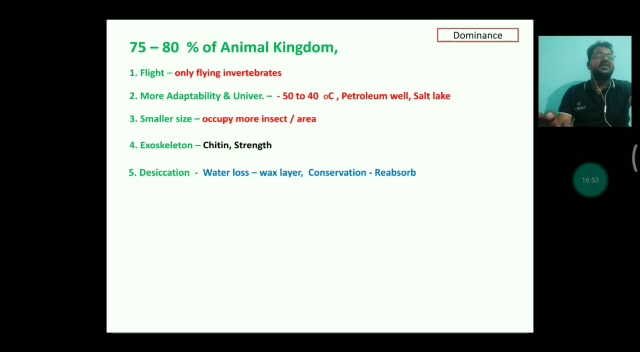 Dominance
75 – 80 % of Animal Kingdom,
1. Flight – only flying invertebrates
2. More Adaptability & Univer. – - 50 to 40 oC , Petroleum well, Salt lake
3. Smaller size – occupy more insect / area
4. Exoskeleton – Chitin, Strength
5. Desiccation - Water loss – wax layer, Conservation - Reabsorb
16:53